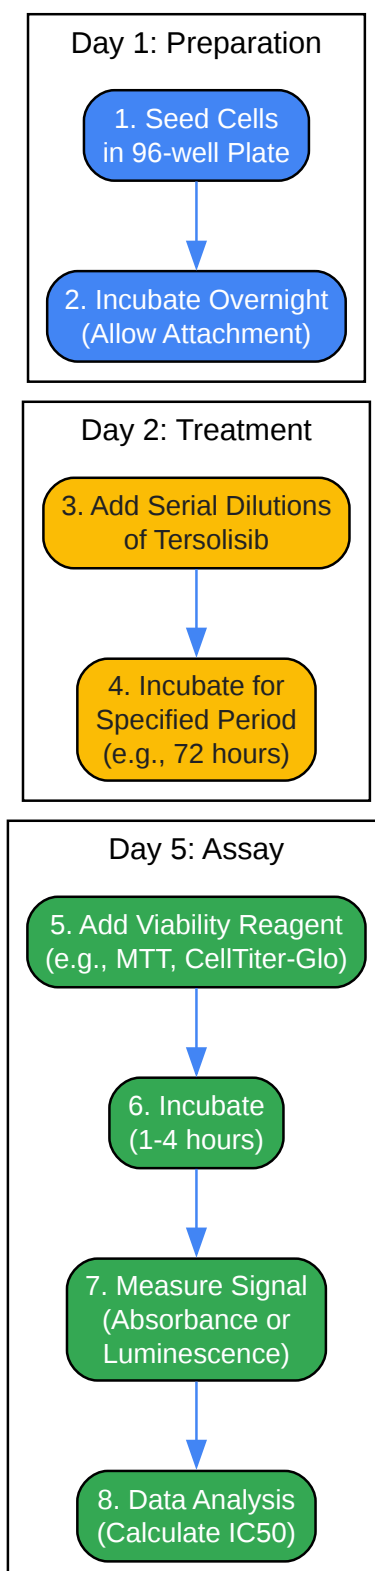 Day 1: Preparation
1. Seed Cells
in 96-well Plate
2. Incubate Overnight
(Allow Attachment)
Day 2: Treatment
3. Add Serial Dilutions
of Tersolisib
4. Incubate for
Specified Period
(e.g., 72 hours)
Day 5: Assay
5. Add Viability Reagent
(e.g., MTT, CellTiter-Glo)
6. Incubate
(1-4 hours)
7. Measure Signal
(Absorbance or
Luminescence)
8. Data Analysis
(Calculate IC50)